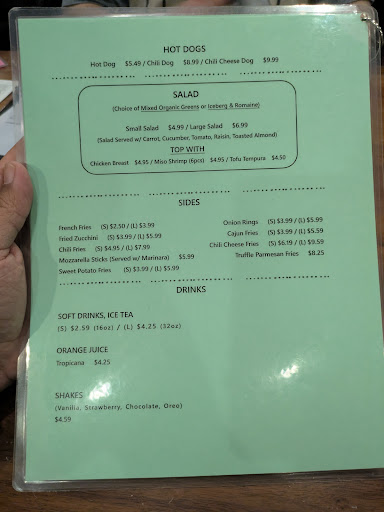 HOT DOGS
Hot Dog $5.49 / Chili Dog $8.99 / Chili Cheese Dog $9.99
SALAD
(Choice of Mixed Organic Greens or Iceberg & Romaine)
Small Salad $4.99 / Large Salad $6.99
(Salad Served w/ Carrot, Cucumber, Tomato, Raisin, Toasted Almond)
TOP WITH
Chicken Breast $4.95 / Miso Shrimp (6pcs) $4.95 / Tofu Tempura $4.50
SIDES
French Fries (S) $2.50 / (L) $3.99
Fried Zucchini (S) $3.99 / (L) $5.99
Chili Fries (S) $4.95 / (L) $7.99
Mozzarella Sticks (Served w/ Marinara) $5.99
Sweet Potato Fries (S) $3.99 / (L) $5.99
Onion Rings (S) $3.99 / (L) $5.99
Cajun Fries (S) $3.99 / (L) $5.59
Chili Cheese Fries (S) $6.19 / (L) $9.59
Truffle Parmesan Fries $8.25
DRINKS
SOFT DRINKS, ICE TEA
(S) $2.59 (16oz) / (L) $4.25 (32oz)
ORANGE JUICE
Tropicana $4.25
SHAKES
(Vanilla, Strawberry, Chocolate, Oreo)
$4.59